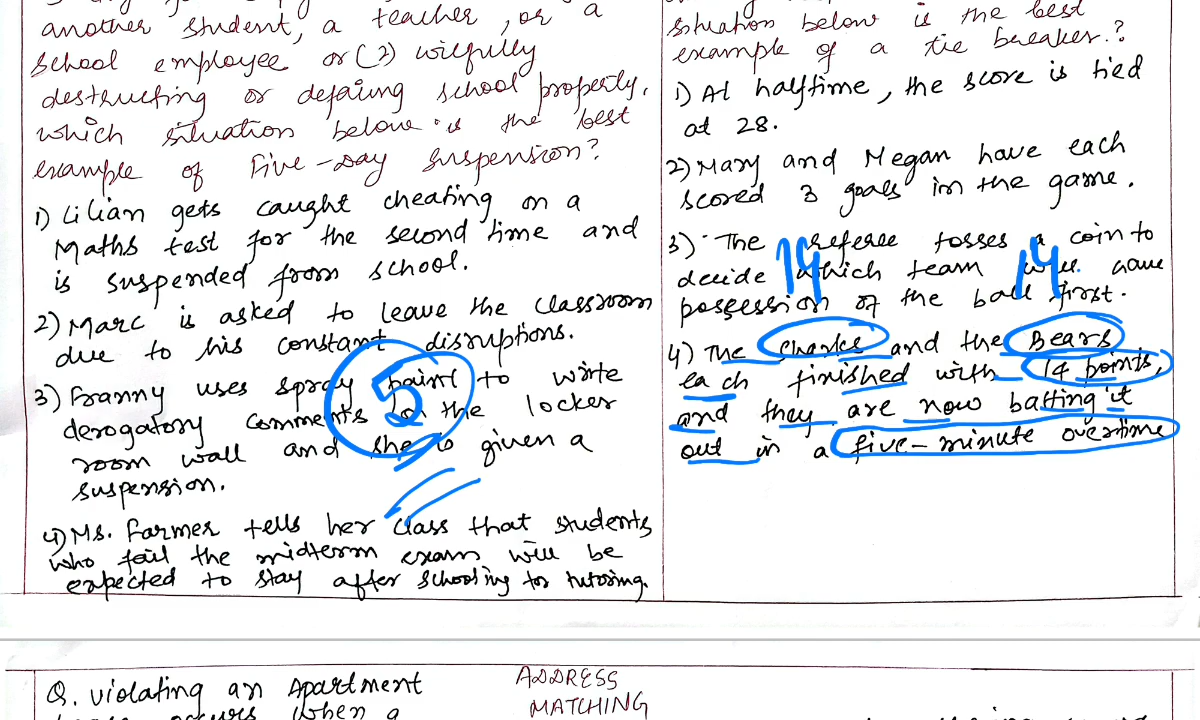 another student, a teacher, or a
school employee or (2) wilfully
destructing or defacing school property.
which situation below is the best
example of Five-Day suspension?
1) Lilian gets caught cheating on a
Maths test for the second time and
is suspended from school.
2) Marc is asked to leave the classroom
due to his constant disruptions.
3) Franny uses spray paint to write
derogatory comments on the locker
room wall and she is given a
suspension.
5
4) Ms. Farmer tells her class that students
who fail the midterm exam will be
expected to stay after schooling for tutoring.
situation below is the best
example of a tie breaker.?
1) At halftime, the score is tied
at 28.
2) Mary and Megan have each
scored 3 goals in the game.
3) The referee tosses a coin to
decide which team will have
possession of the ball first.
14 14
4) The Sharks and the Bears
each finished with 14 points,
and they are now batting it
out in a five-minute overtime
Q. violating an Apartment
when a
ADDRESS
MATCHING